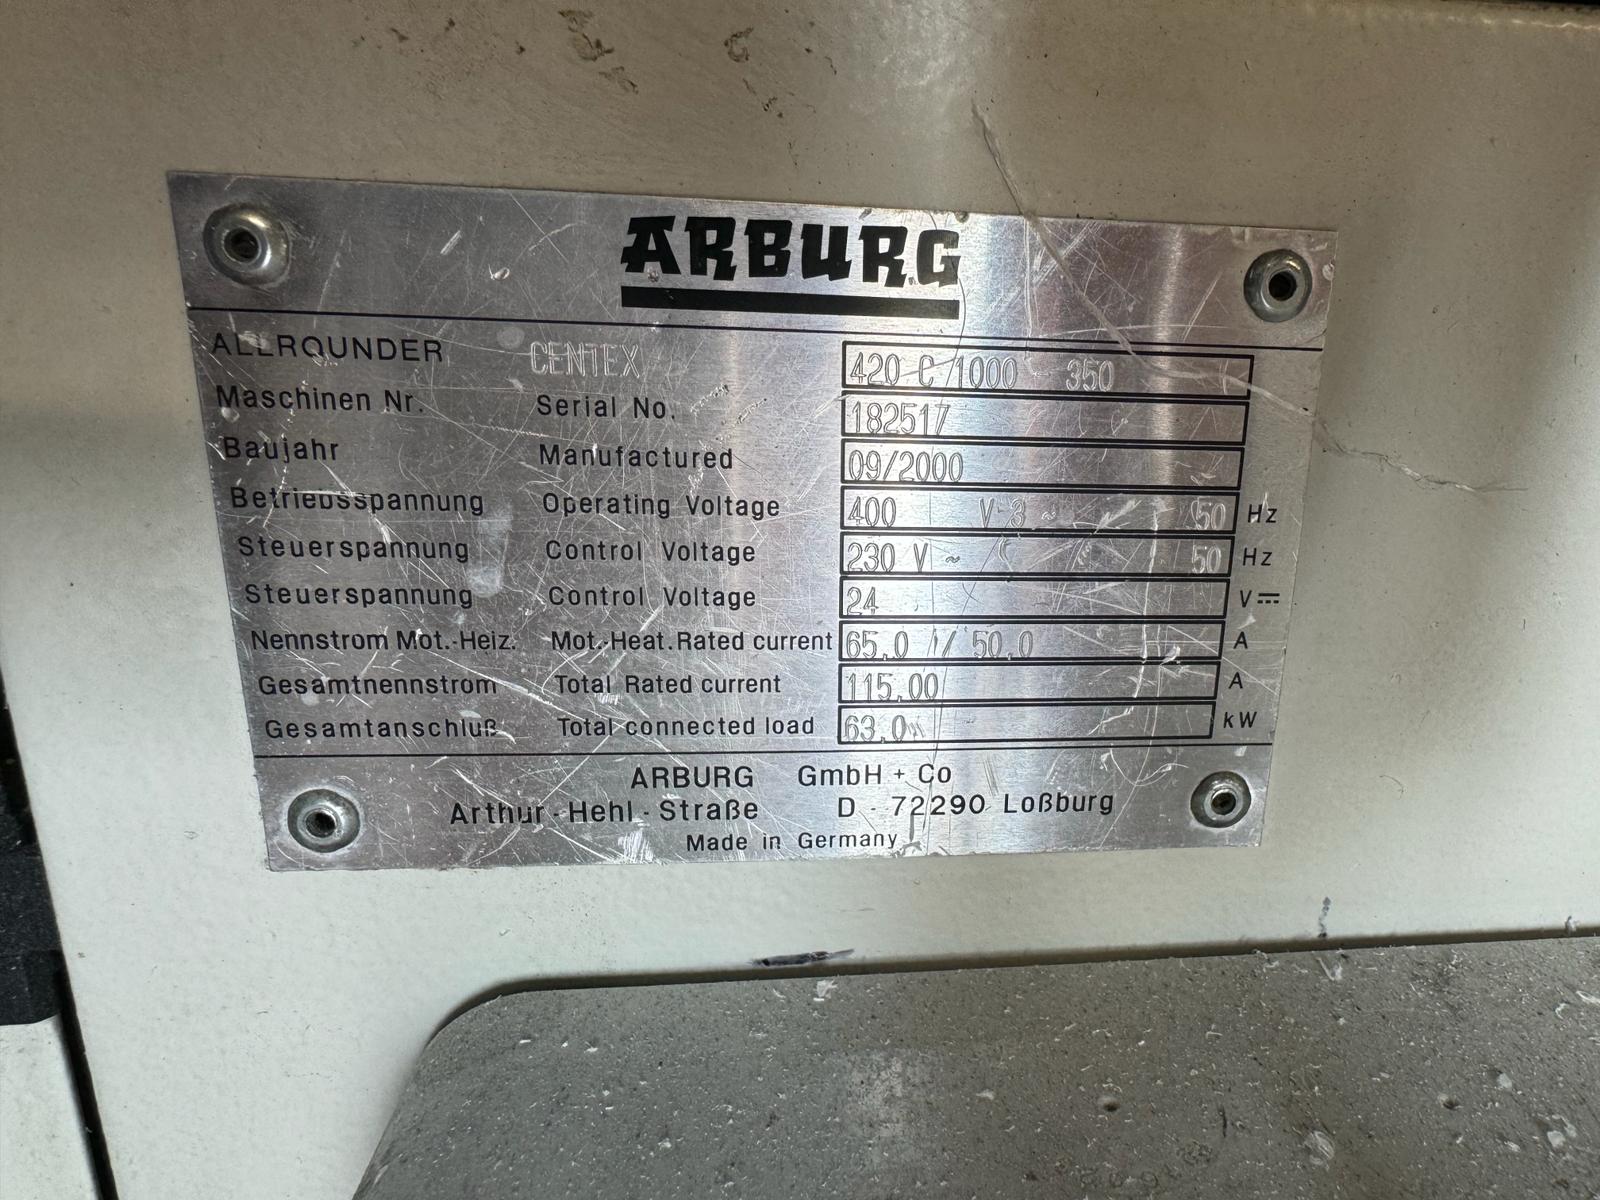 ARBURG
ALLROUNDER CENTEX 420 C 1000 - 350
Maschinen Nr. Serial No. 182517
Baujahr Manufactured 09/2000
Betriebsspannung Operating Voltage 400 V 3 ~ 50 Hz
Steuerspannung Control Voltage 230 V ~ 50 Hz
Steuerspannung Control Voltage 24 V⎓
Nennstrom Mot.-Heiz. Mot.-Heat. Rated current 65.0 // 50.0 A
Gesamtnennstrom Total Rated current 115.00 A
Gesamtanschluß Total connected load 63.0 kW
ARBURG GmbH + Co
Arthur - Hehl - Straße D - 72290 Loßburg
Made in Germany